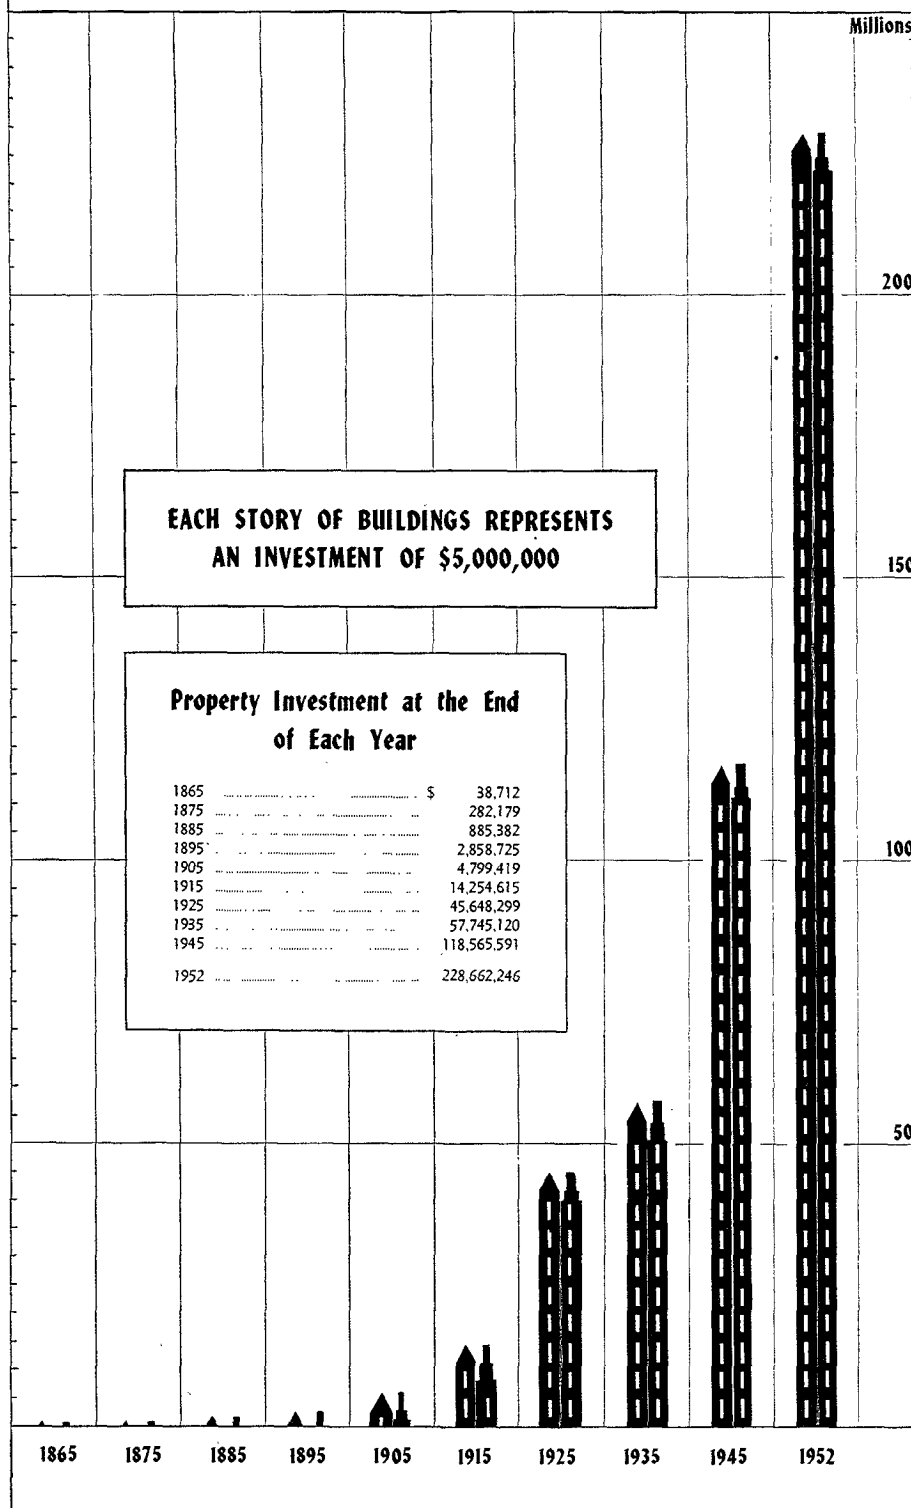 Millions
200
EACH STORY OF BUILDINGS REPRESENTS
AN INVESTMENT OF $5,000,000
150
Property Investment at the End
of Each Year
1865 $ 38,712
1875 282,179
1885 885,382
1895 2,858,725
1905 4,799,419
1915 14,254,615
1925 45,648,299
1935 57,745,120
1945 118,565,591
1952 228,662,246
100
50
1865 1875 1885 1895 1905 1915 1925 1935 1945 1952